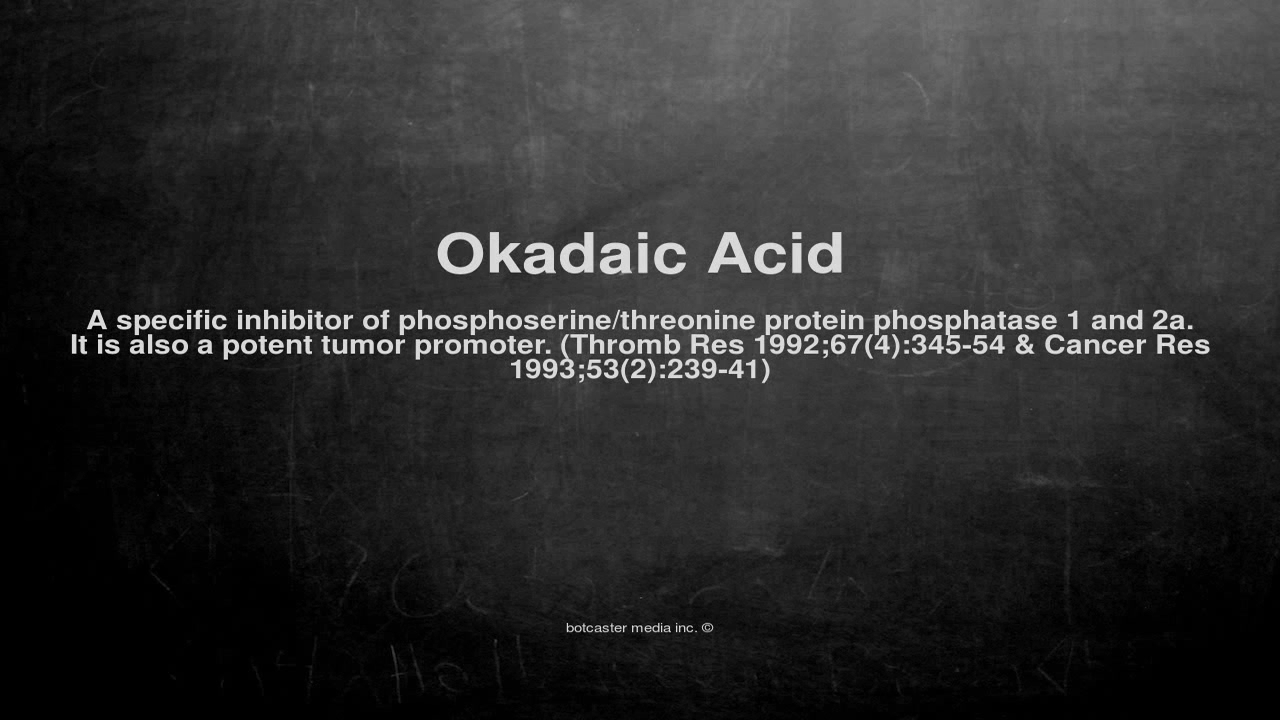 Okadaic Acid
A specific inhibitor of phosphoserine/threonine protein phosphatase 1 and 2a.
It is also a potent tumor promoter. (Thromb Res 1992;67(4):345-54 & Cancer Res
1993;53(2):239-41)
botcaster media inc. ©